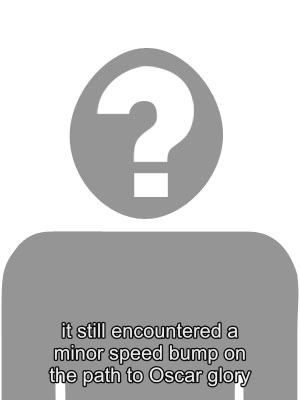 ?
it still encountered a
minor speed bump on
the path to Oscar glory